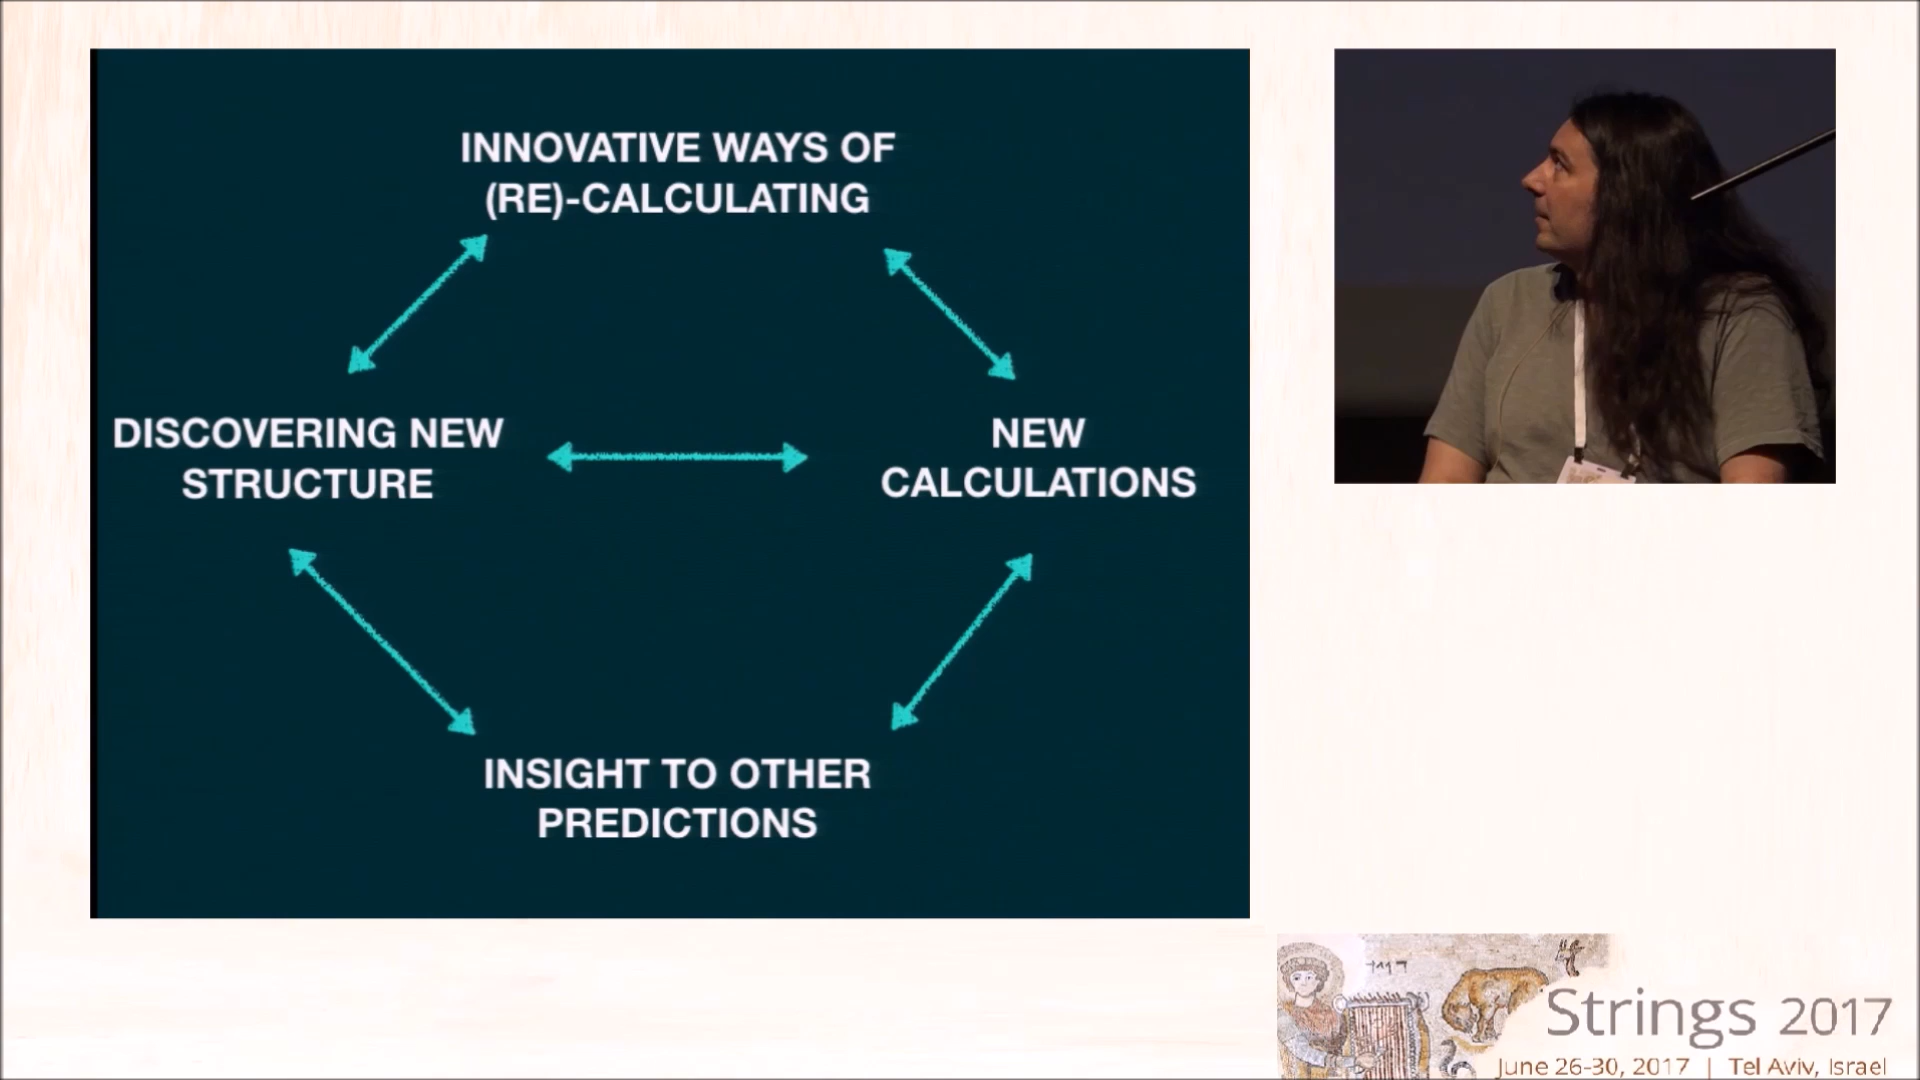 INNOVATIVE WAYS OF
(RE)-CALCULATING
DISCOVERING NEW
STRUCTURE
NEW
CALCULATIONS
INSIGHT TO OTHER
PREDICTIONS
Strings 2017
June 26-30, 2017 | Tel Aviv, Israel